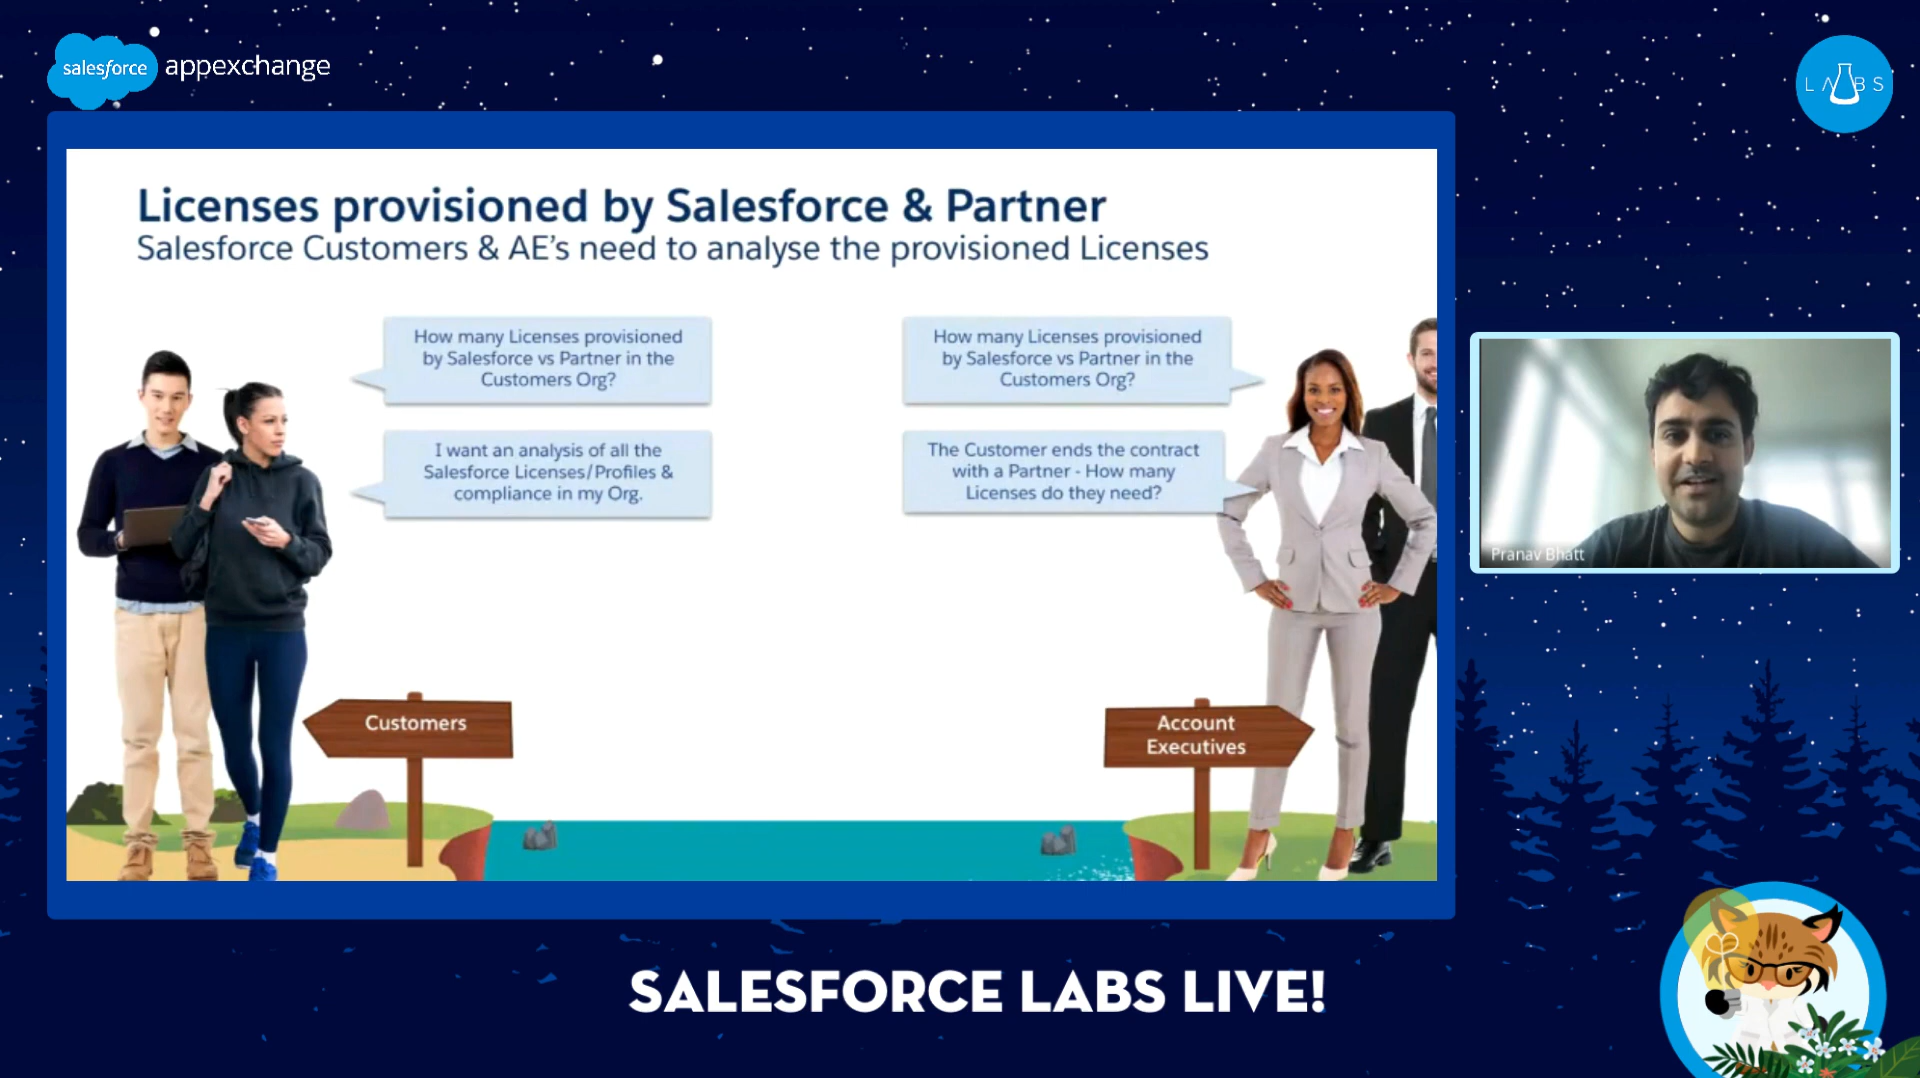 salesforce appexchange
LABS
Licenses provisioned by Salesforce & Partner
Salesforce Customers & AE's need to analyse the provisioned Licenses
How many Licenses provisioned
by Salesforce vs Partner in the
Customers Org?
I want an analysis of all the
Salesforce Licenses/Profiles &
compliance in my Org.
How many Licenses provisioned
by Salesforce vs Partner in the
Customers Org?
The Customer ends the contract
with a Partner - How many
Licenses do they need?
Customers
Account
Executives
Pranav Bhatt
SALESFORCE LABS LIVE!